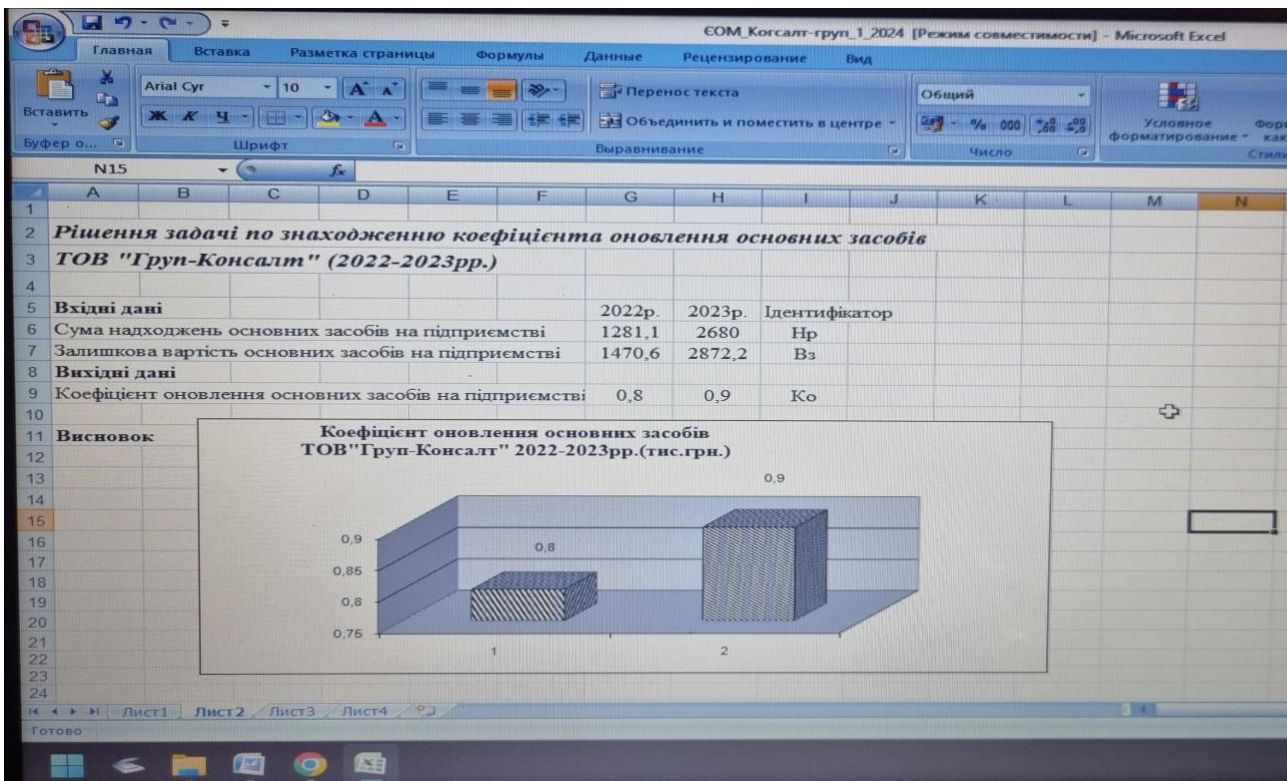 ЄОМ_Корсалт-груп_1_2024 [Режим совместимости] - Microsoft Excel
Главная Вставка Разметка страницы Формулы Данные Рецензирование Вид
Вставить
Arial Cyr 10
Ж К Ч
Перенос текста
Объединить и поместить в центре
Общий
% 000
Условное форматирование
Буфер о... Шрифт Выравнивание Число
N15 fx
A B C D E F G H I J K L M N
1
2 Рішення задачі по знаходженню коефіцієнта оновлення основних засобів
3 ТОВ "Груп-Консалт" (2022-2023рр.)
4
5 Вхідні дані 2022р. 2023р. Ідентифікатор
6 Сума надходжень основних засобів на підприємстві 1281,1 2680 Нр
7 Залишкова вартість основних засобів на підприємстві 1470,6 2872,2 Вз
8 Вихідні дані
9 Коефіцієнт оновлення основних засобів на підприємстві 0,8 0,9 Ко
10
11 Висновок
12
13
14
15
16
17
18
19
20
21
22
23
24
Коефіцієнт оновлення основних засобів
ТОВ"Груп-Консалт" 2022-2023рр.(тис.грн.)
0,9
0,8
0,9
0,85
0,8
0,75
1 2
Лист1 Лист2 Лист3 Лист4
Готово